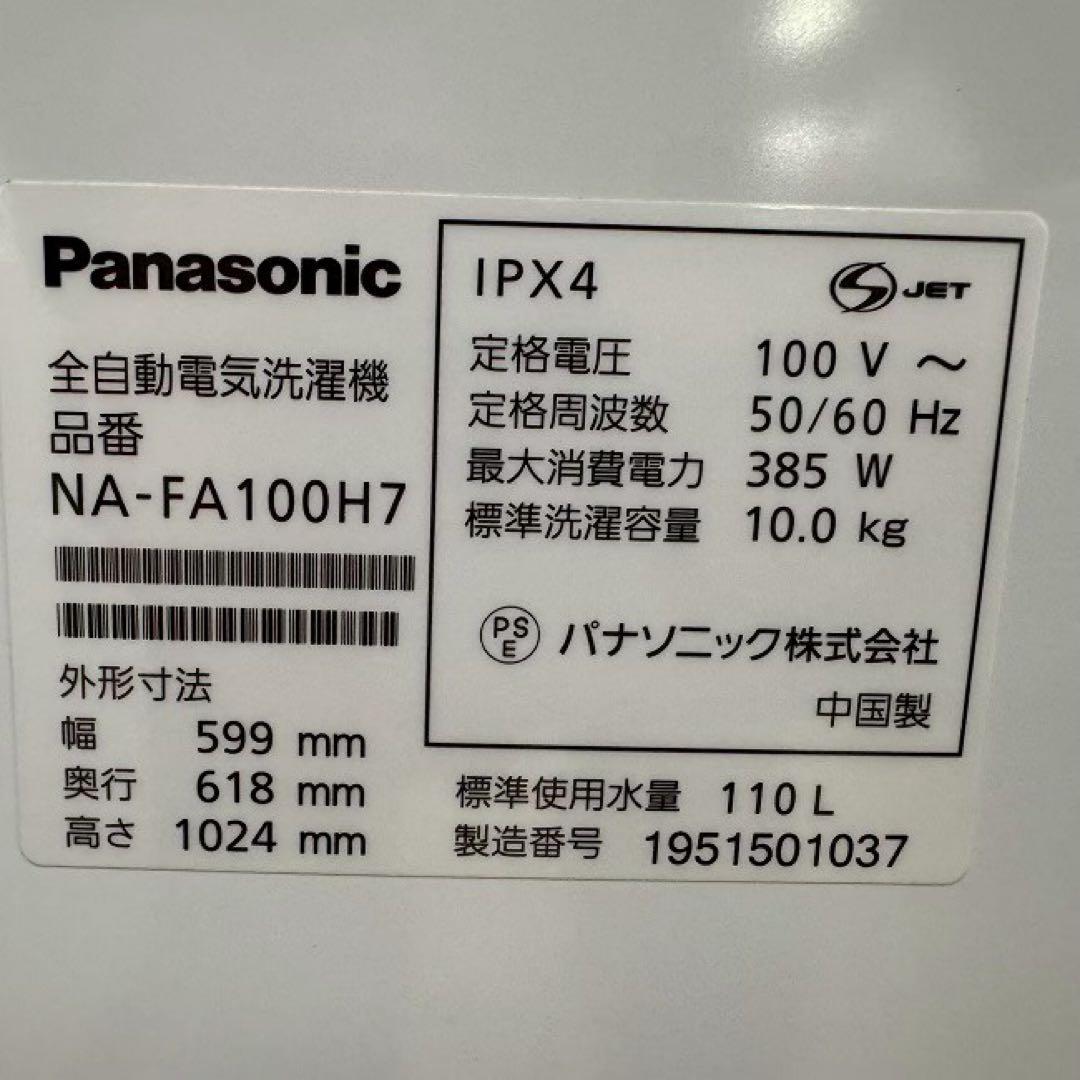 Panasonic
全自動電気洗濯機
品番
NA-FA100H7
外形寸法
幅 599 mm
奥行 618 mm
高さ 1024 mm
IPX4
S JET
定格電圧 100 V ～
定格周波数 50/60 Hz
最大消費電力 385 W
標準洗濯容量 10.0 kg
PS
E
パナソニック株式会社
中国製
標準使用水量 110 L
製造番号 1951501037